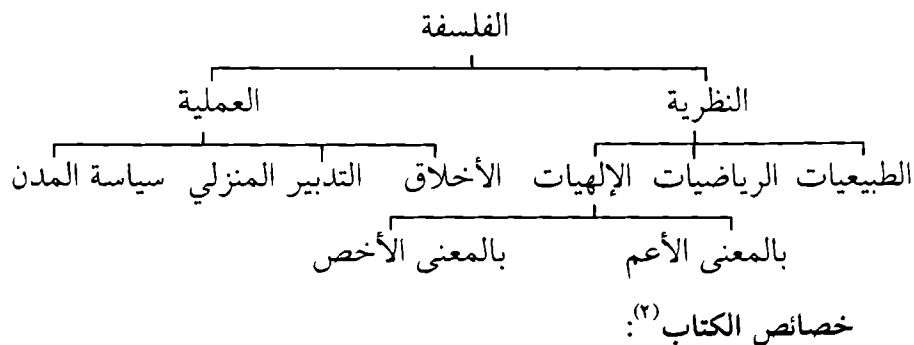 الفلسفة
النظرية العملية
الطبيعيات الرياضيات الإلهيات الأخلاق التدبير المنزلي سياسة المدن
بالمعنى الأعم بالمعنى الأخص
خصائص الكتاب(٢):